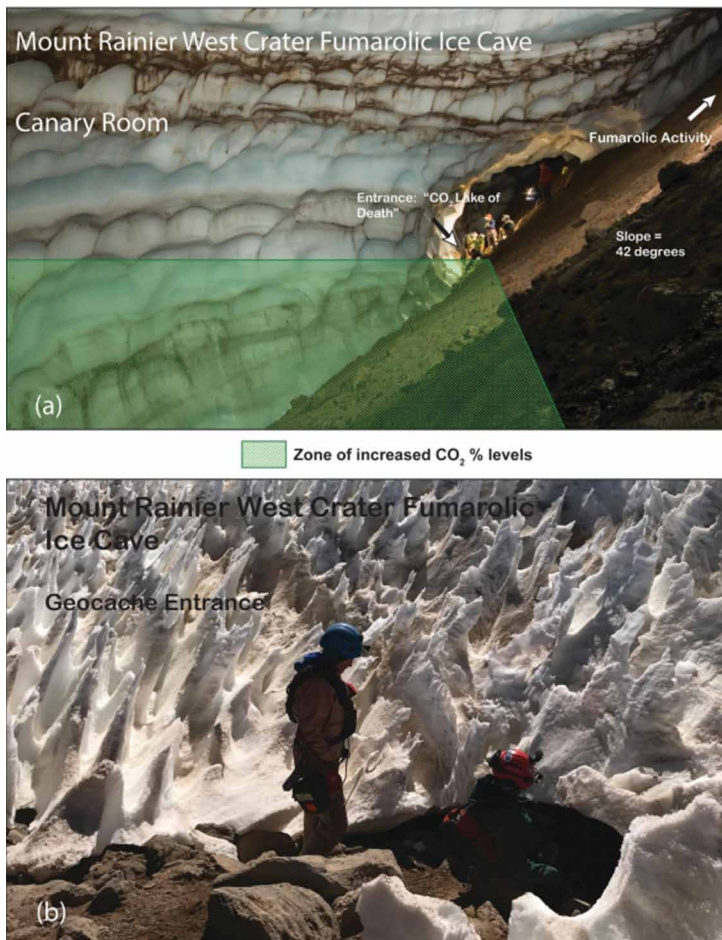 Mount Rainier West Crater Fumarolic Ice Cave
Canary Room
Fumarolic Activity
Entrance: "CO₂ Lake of
Death"
Slope =
42 degrees
(a)
Zone of increased CO₂ % levels
Mount Rainier West Crater Fumarolic
Ice Cave
Geocache Entrance
(b)